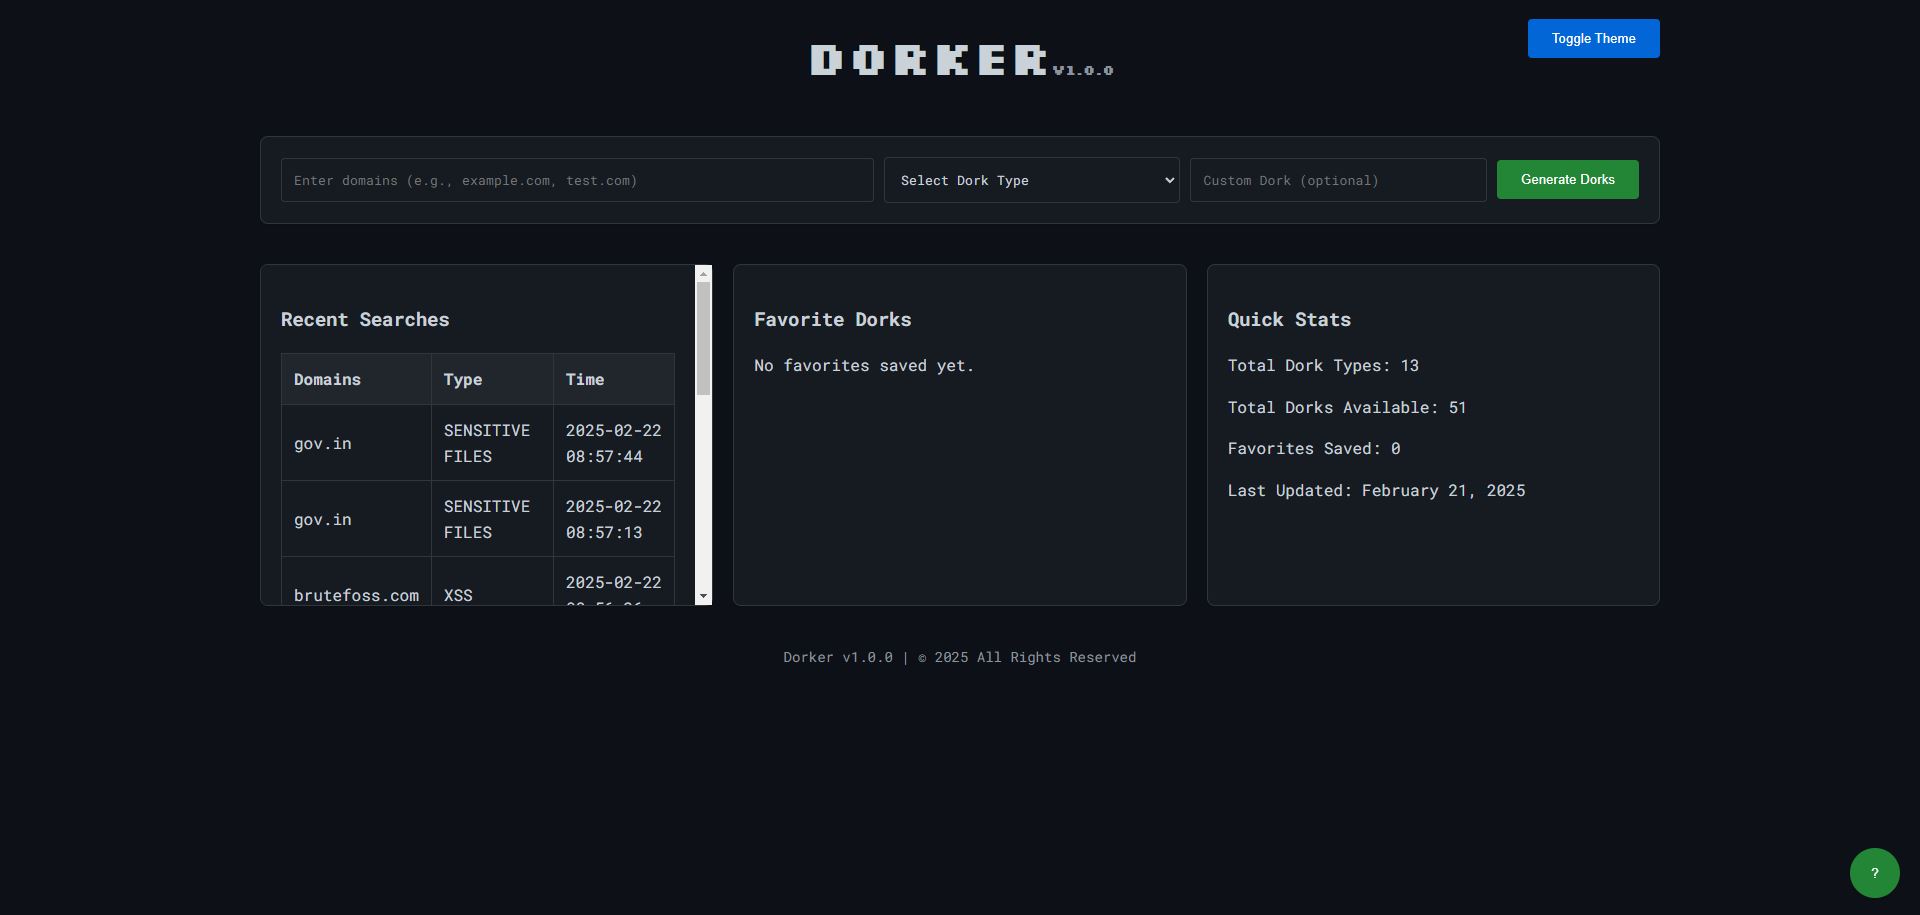 Toggle Theme
DORKER v1.0.0
Enter domains (e.g., example.com, test.com)
Select Dork Type
Custom Dork (optional)
Generate Dorks
Recent Searches
Domains Type Time
gov.in SENSITIVE FILES 2025-02-22 08:57:44
gov.in SENSITIVE FILES 2025-02-22 08:57:13
brutefoss.com XSS 2025-02-22
Favorite Dorks
No favorites saved yet.
Quick Stats
Total Dork Types: 13
Total Dorks Available: 51
Favorites Saved: 0
Last Updated: February 21, 2025
Dorker v1.0.0 | © 2025 All Rights Reserved
?